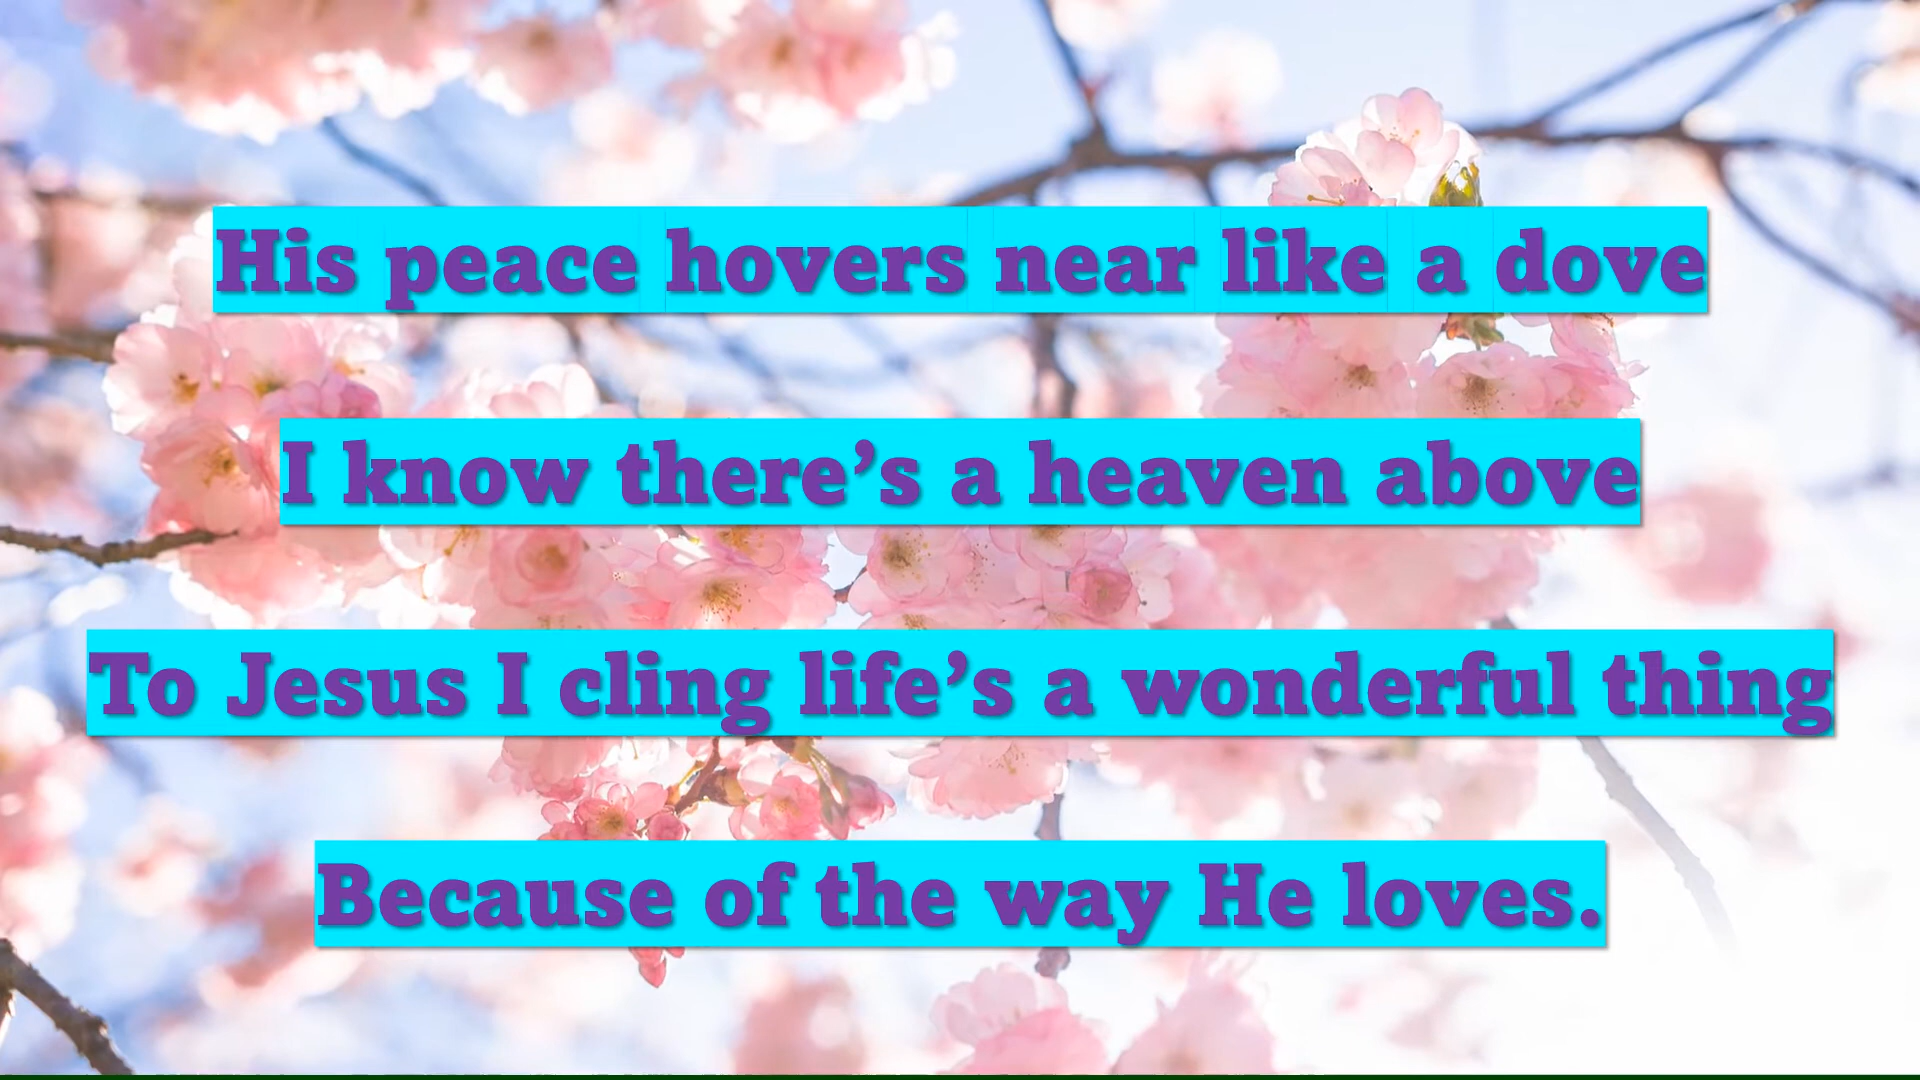 His peace hovers near like a dove
I know there’s a heaven above
To Jesus I cling life’s a wonderful thing
Because of the way He loves.